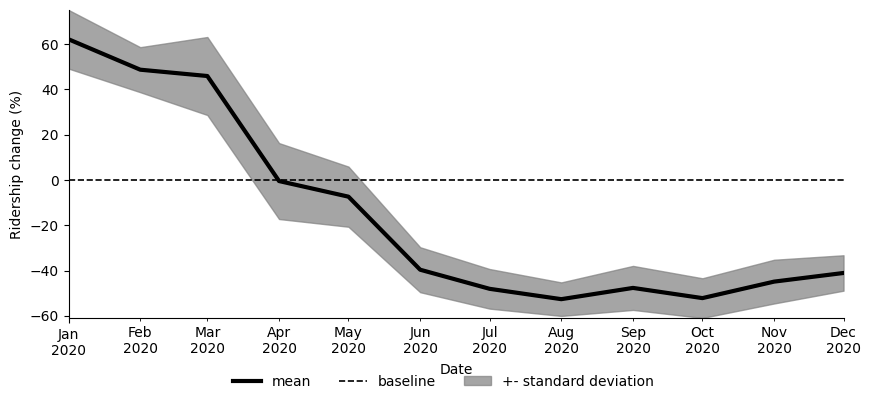 Ridership change (%)
60
40
20
0
−20
−40
−60
Jan Feb Mar Apr May Jun Jul Aug Sep Oct Nov Dec
2020 2020 2020 2020 2020 2020 2020 2020 2020 2020 2020 2020
Date
mean baseline +- standard deviation